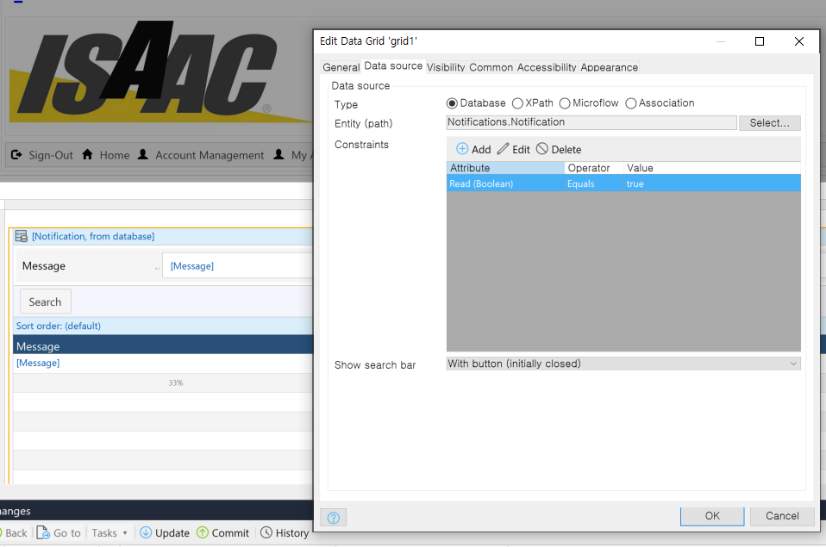 ISAAC
®
Sign-Out Home Account Management My A
[Notification, from database]
Message ... [Message]
Search
Sort order: (default)
Message
[Message]
33%
hanges
Back Go to Tasks Update Commit History
Edit Data Grid 'grid1'
General Data source Visibility Common Accessibility Appearance
Data source
Type Database XPath Microflow Association
Entity (path) Notifications.Notification Select...
Constraints Add Edit Delete
Attribute Operator Value
Read (Boolean) Equals true
Show search bar With button (initially closed)
OK Cancel